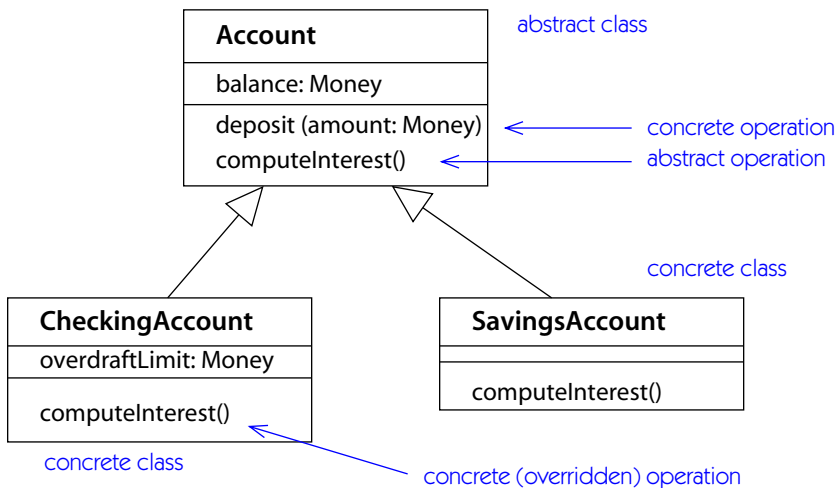 Account
abstract class
balance: Money
deposit (amount: Money)
concrete operation
computeInterest()
abstract operation
concrete class
CheckingAccount
SavingsAccount
overdraftLimit: Money
computeInterest()
computeInterest()
concrete class
concrete (overridden) operation